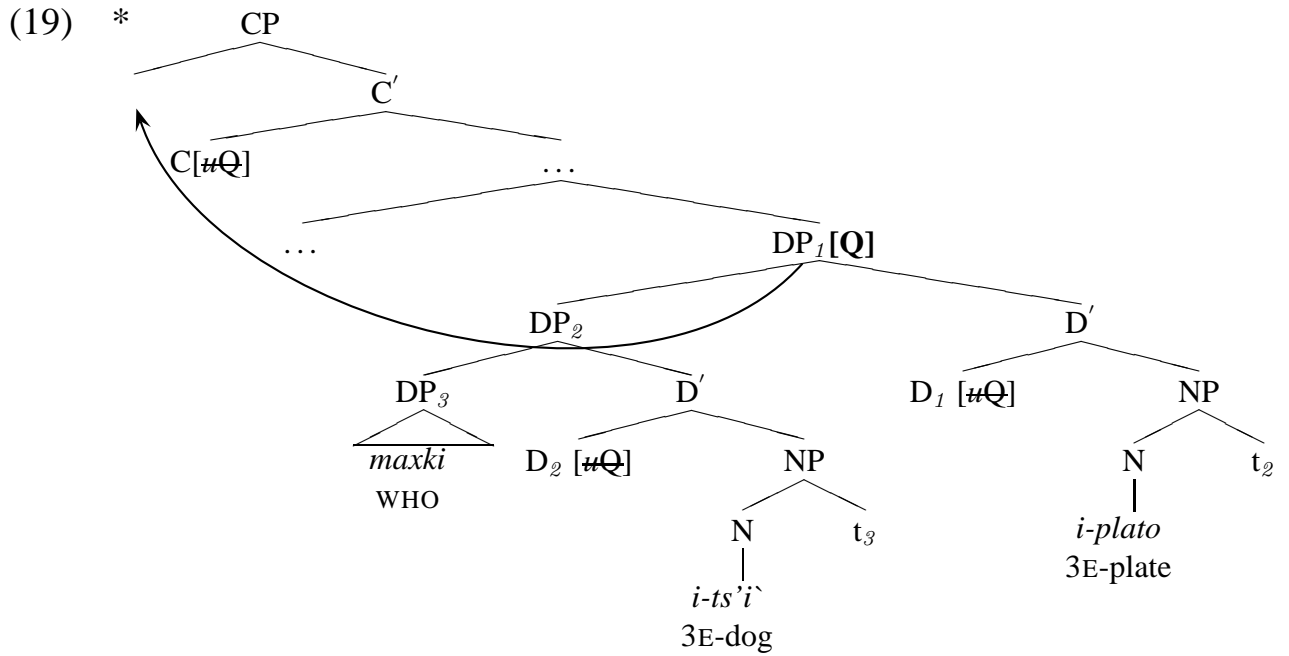 (19) * CP
C′
C[uQ] …
… DP1[Q]
DP2 D′
DP3 D′ D1 [uQ] NP
maxki D2 [uQ] NP N t2
WHO N t3 i-plato
i-ts'i` 3E-plate
3E-dog